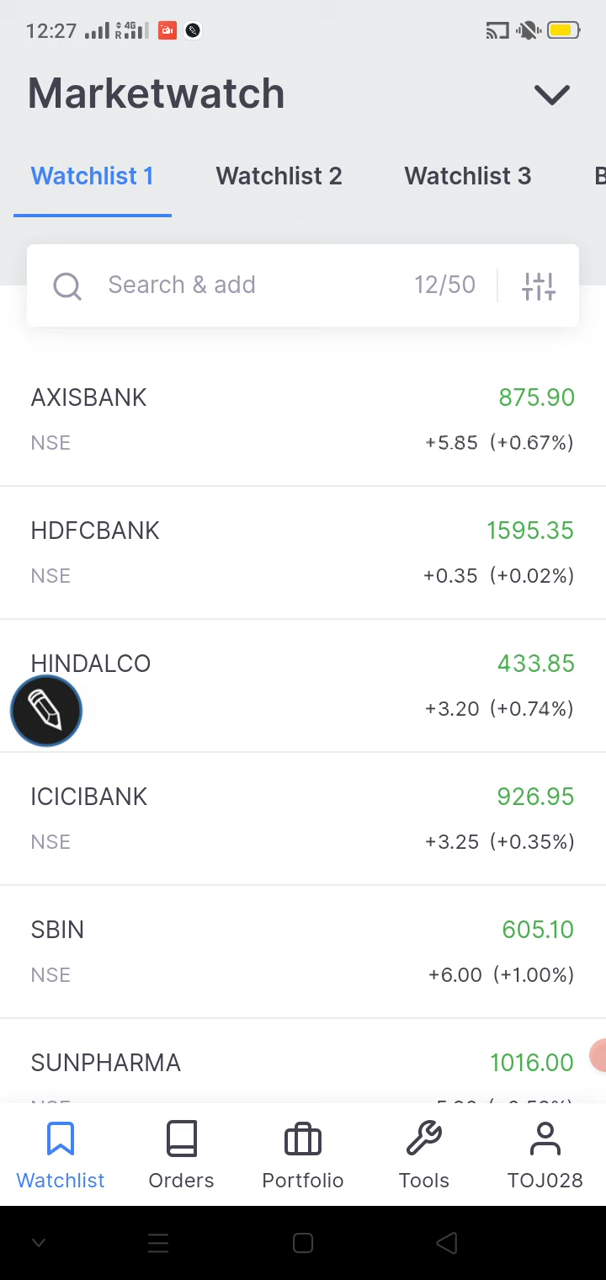 12:27 4G R
Marketwatch
Watchlist 1 Watchlist 2 Watchlist 3 B
Search & add 12/50
AXISBANK 875.90
NSE +5.85 (+0.67%)
HDFCBANK 1595.35
NSE +0.35 (+0.02%)
HINDALCO 433.85
+3.20 (+0.74%)
ICICIBANK 926.95
NSE +3.25 (+0.35%)
SBIN 605.10
NSE +6.00 (+1.00%)
SUNPHARMA 1016.00
Watchlist Orders Portfolio Tools TOJ028